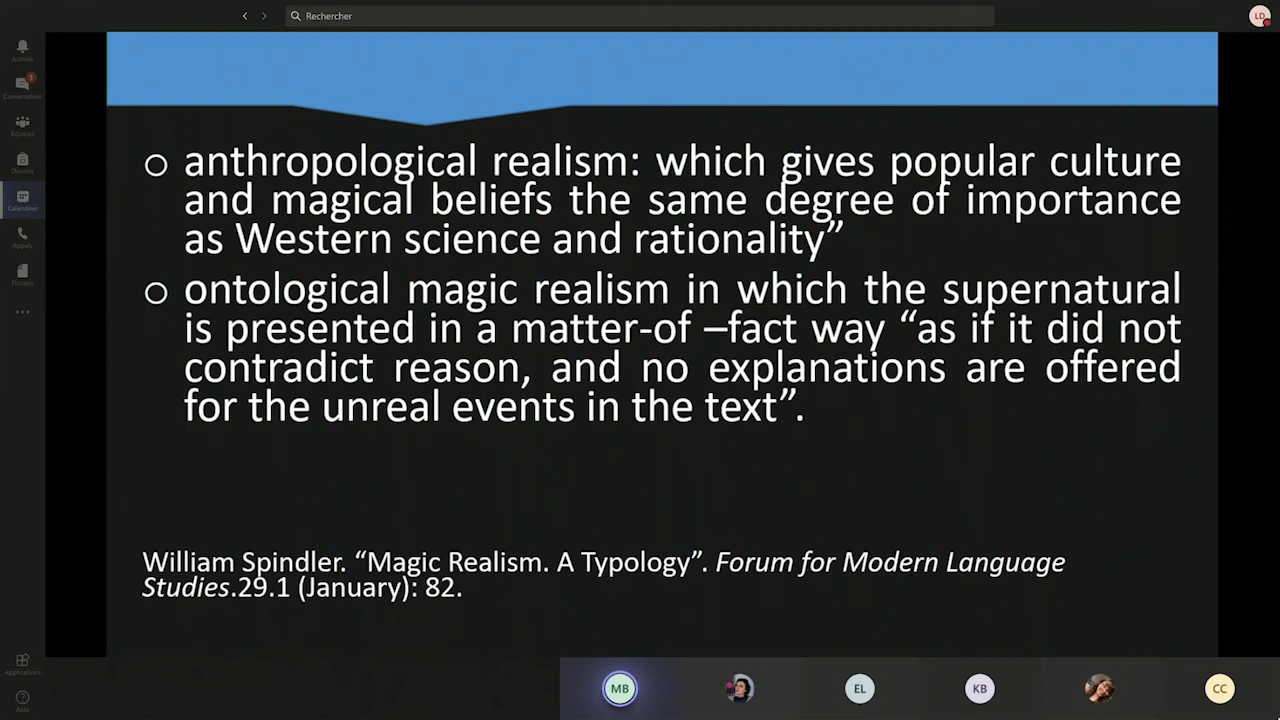 Rechercher
LD
Activité
1
Conversation
Équipes
Devoirs
Calendrier
Appels
Fichiers
Applications
Aide
o anthropological realism: which gives popular culture
and magical beliefs the same degree of importance
as Western science and rationality”
o ontological magic realism in which the supernatural
is presented in a matter-of –fact way “as if it did not
contradict reason, and no explanations are offered
for the unreal events in the text”.
William Spindler. “Magic Realism. A Typology”. Forum for Modern Language
Studies.29.1 (January): 82.
MB
EL
KB
CC